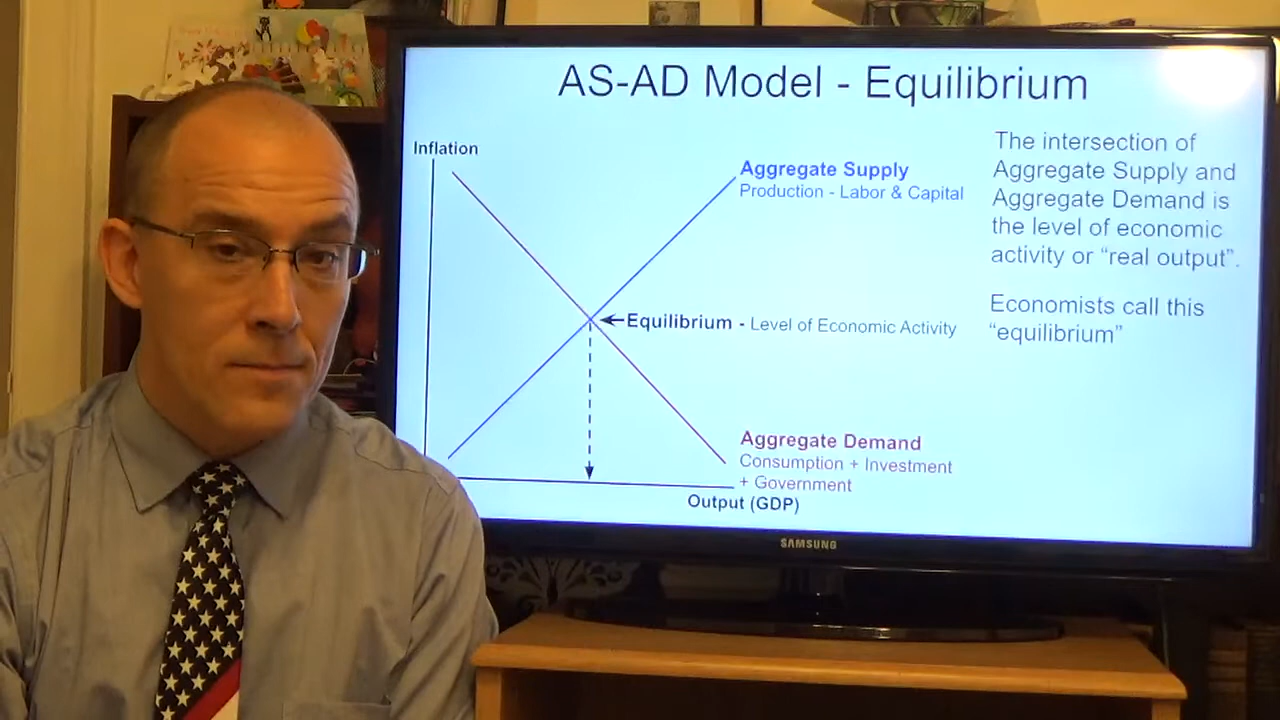 AS-AD Model - Equilibrium
Inflation
Aggregate Supply
Production - Labor & Capital
Equilibrium - Level of Economic Activity
Aggregate Demand
Consumption + Investment
+ Government
Output (GDP)
The intersection of
Aggregate Supply and
Aggregate Demand is
the level of economic
activity or “real output”.
Economists call this
“equilibrium”
SAMSUNG